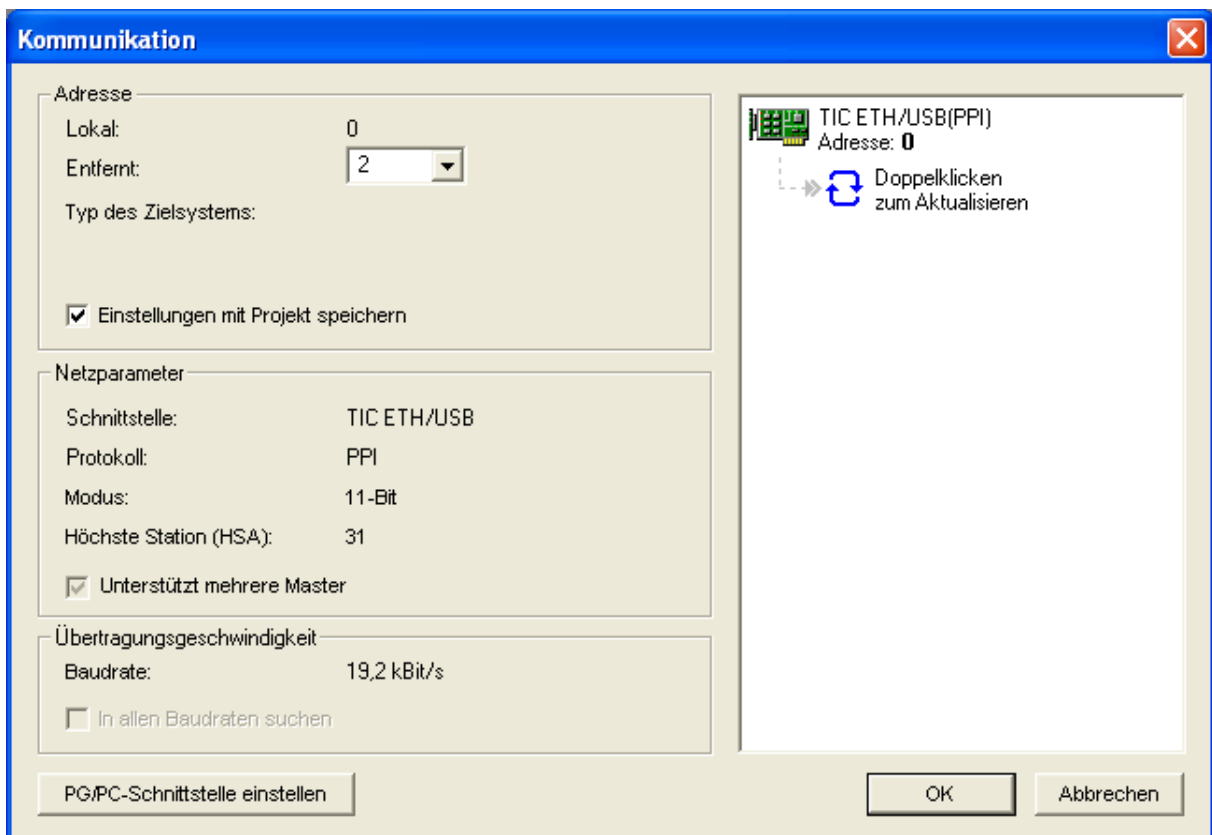 Kommunikation
Adresse
Lokal: 0
Entfernt: 2
Typ des Zielsystems:
Einstellungen mit Projekt speichern
Netzparameter
Schnittstelle: TIC ETH/USB
Protokoll: PPI
Modus: 11-Bit
Höchste Station (HSA): 31
Unterstützt mehrere Master
Übertragungsgeschwindigkeit
Baudrate: 19,2 kBit/s
In allen Baudraten suchen
PG/PC-Schnittstelle einstellen
TIC ETH/USB(PPI)
Adresse: 0
Doppelklicken
zum Aktualisieren
OK
Abbrechen